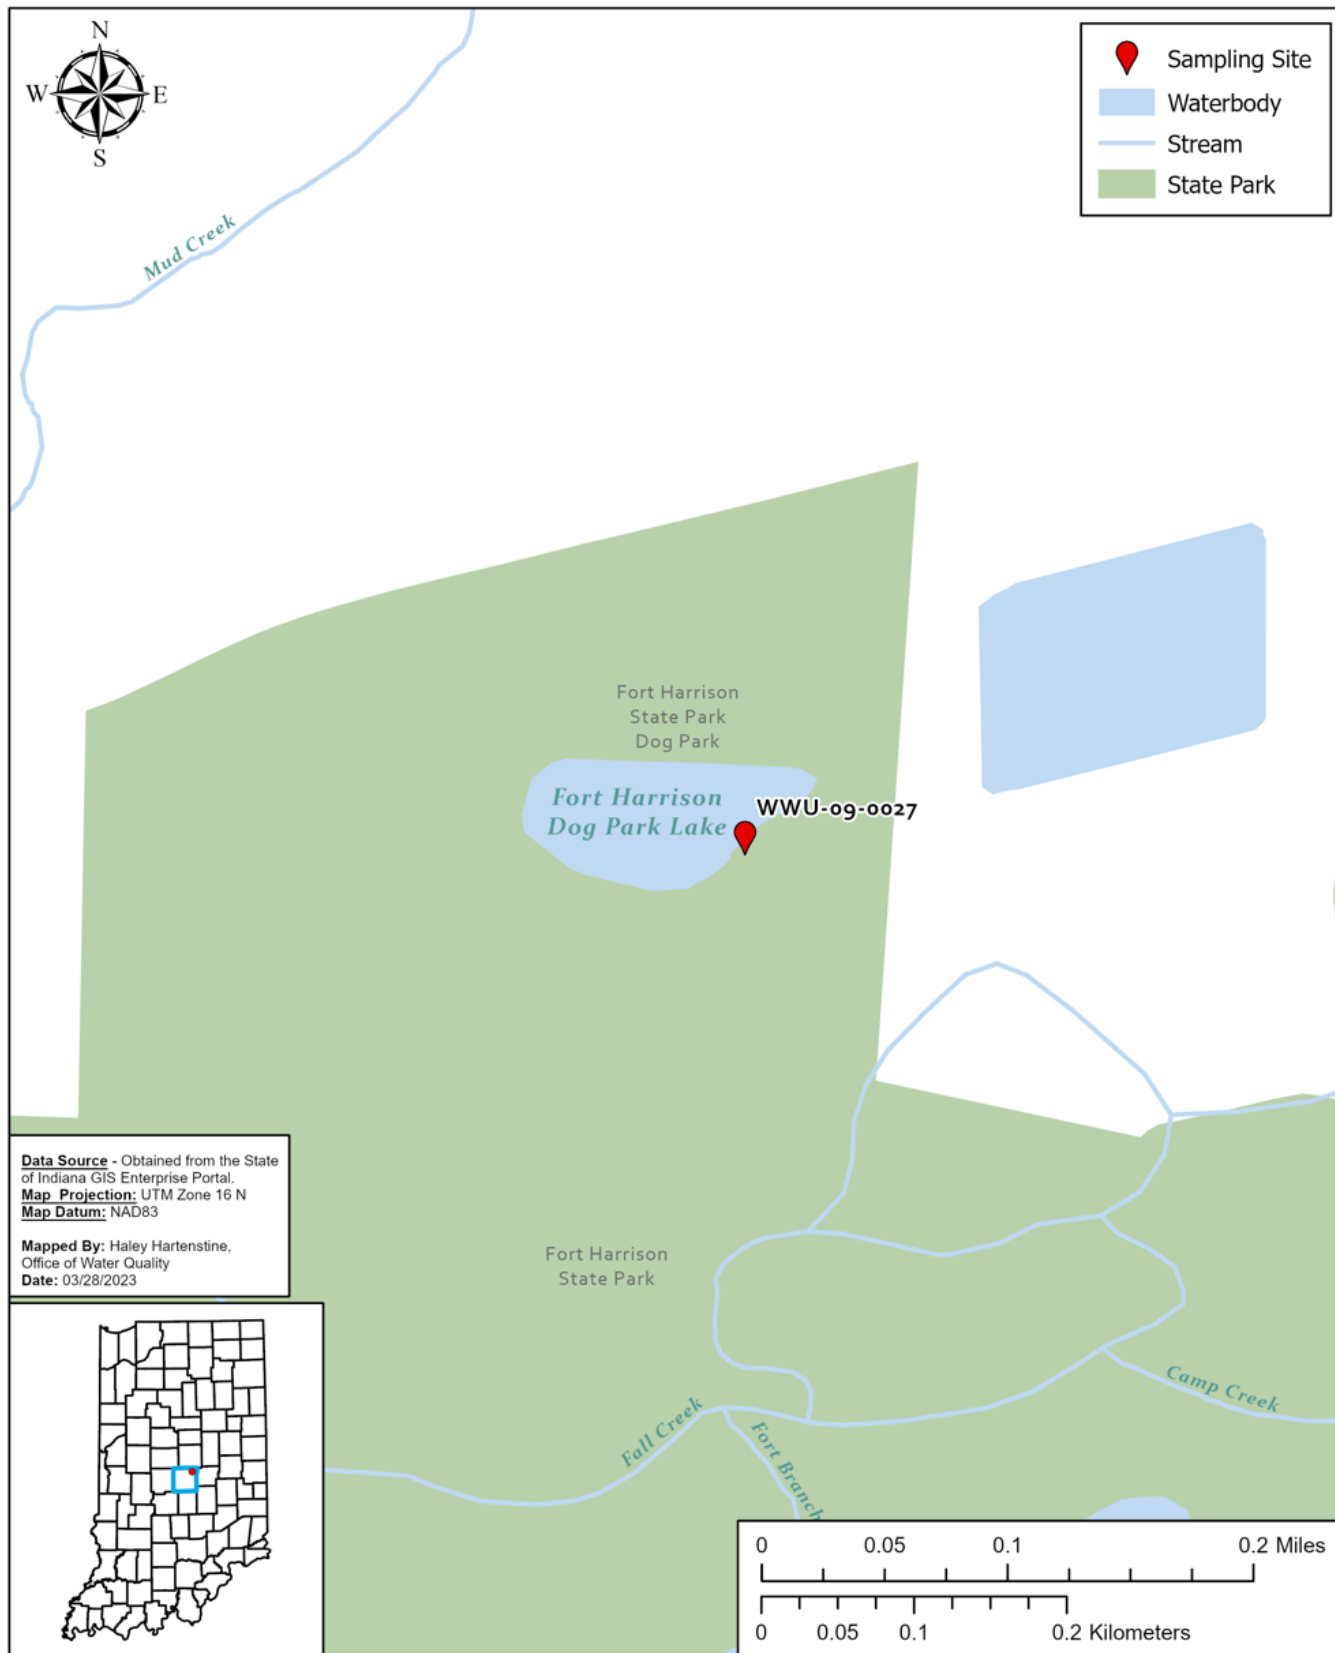 N
W
E
S
Sampling Site
Waterbody
Stream
State Park
Mud Creek
Fort Harrison
State Park
Dog Park
Fort Harrison
Dog Park Lake
WWU-09-0027
Data Source - Obtained from the State
of Indiana GIS Enterprise Portal.
Map Projection: UTM Zone 16 N
Map Datum: NAD83
Mapped By: Haley Hartenstine,
Office of Water Quality
Date: 03/28/2023
Fort Harrison
State Park
Camp Creek
Fall Creek
Fort Branch
0 0.05 0.1 0.2 Miles
0 0.05 0.1 0.2 Kilometers